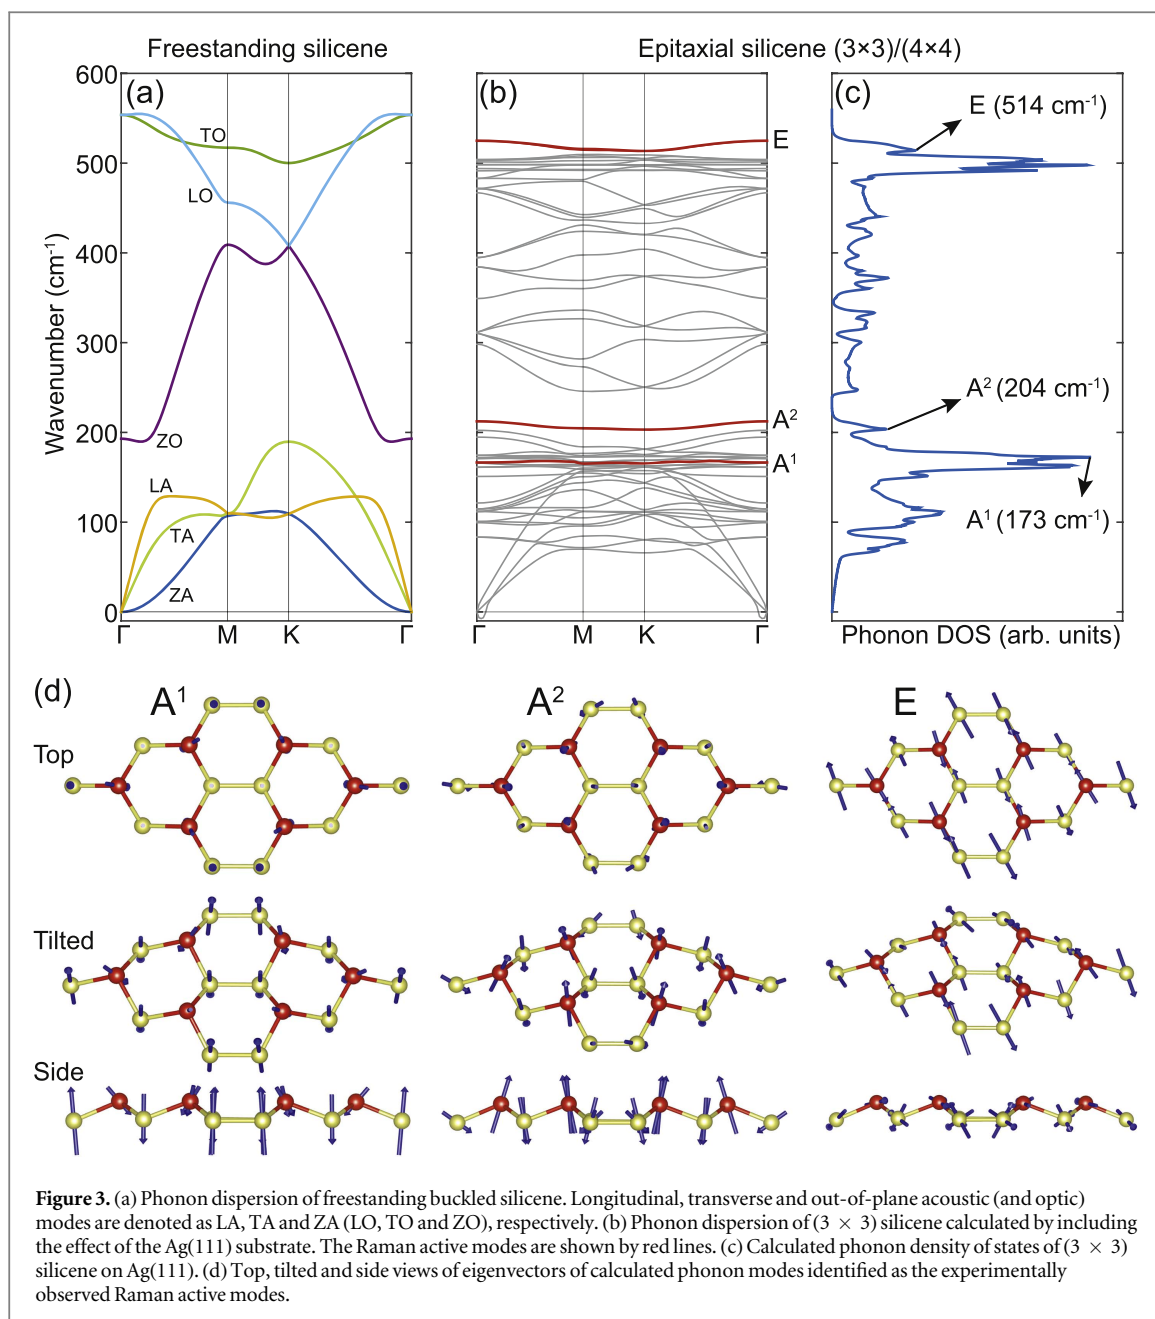 Freestanding silicene
Epitaxial silicene (3×3)/(4×4)
Wavenumber (cm⁻¹)
600
500
400
300
200
100
0
(a)
TO
LO
ZO
LA
TA
ZA
Γ M K Γ
(b)
E
A²
A¹
Γ M K Γ
(c)
E (514 cm⁻¹)
A² (204 cm⁻¹)
A¹ (173 cm⁻¹)
Phonon DOS (arb. units)
(d)
A¹ A² E
Top
Tilted
Side
Figure 3. (a) Phonon dispersion of freestanding buckled silicene. Longitudinal, transverse and out-of-plane acoustic (and optic)
modes are denoted as LA, TA and ZA (LO, TO and ZO), respectively. (b) Phonon dispersion of (3 × 3) silicene calculated by including
the effect of the Ag(111) substrate. The Raman active modes are shown by red lines. (c) Calculated phonon density of states of (3 × 3)
silicene on Ag(111). (d) Top, tilted and side views of eigenvectors of calculated phonon modes identified as the experimentally
observed Raman active modes.